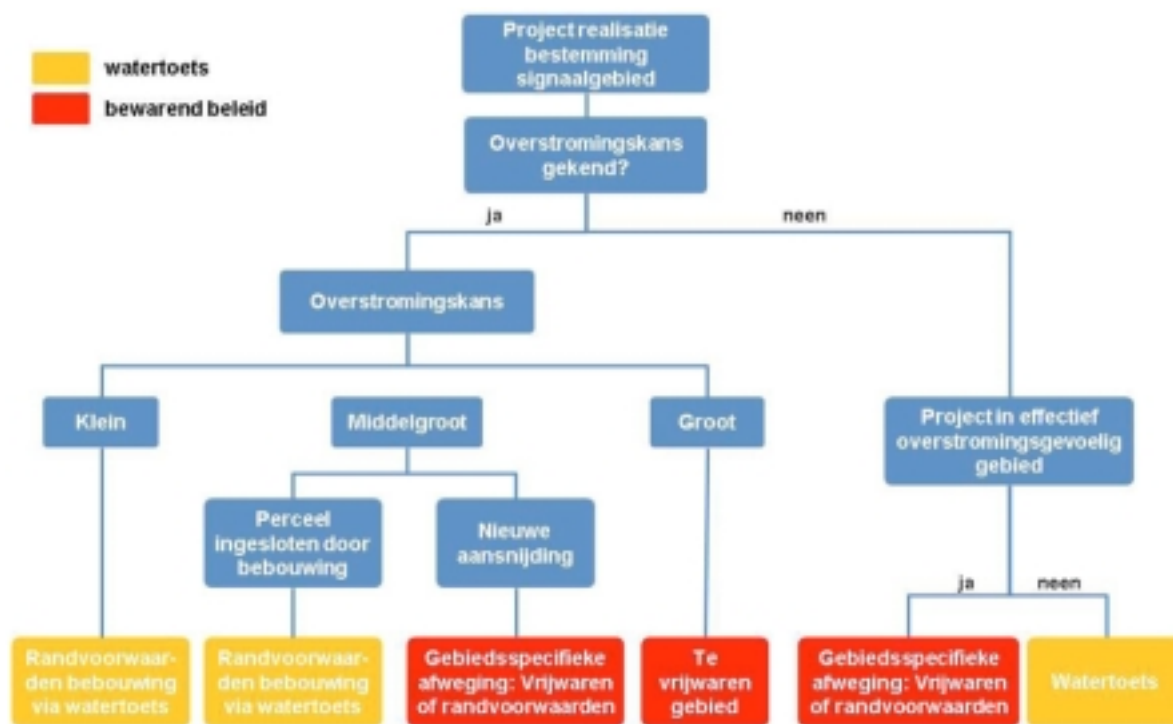 watertoets
bewarend beleid
Project realisatie
bestemming
signaalgebied
Overstromingskans
gekend?
ja
neen
Overstromingskans
Klein
Middelgroot
Groot
Project in effectief
overstromingsgevoelig
gebied
Perceel
ingesloten door
bebouwing
Nieuwe
aansnijding
ja
neen
Randvoorwaar-
den bebouwing
via watertoets
Randvoorwaar-
den bebouwing
via watertoets
Gebiedsspecifieke
afweging: Vrijwaren
of randvoorwaarden
Te
vrijwaren
gebied
Gebiedsspecifieke
afweging: Vrijwaren
of randvoorwaarden
Watertoets